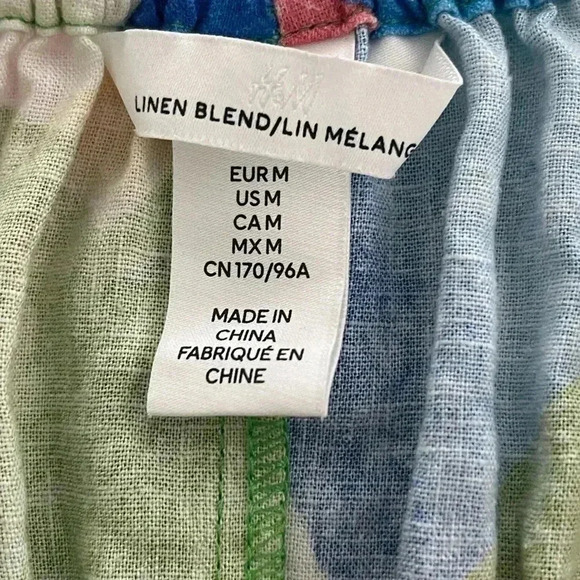 H&M
LINEN BLEND/LIN MÉLANG
EUR M
US M
CA M
MX M
CN 170/96A
MADE IN
CHINA
FABRIQUÉ EN
CHINE